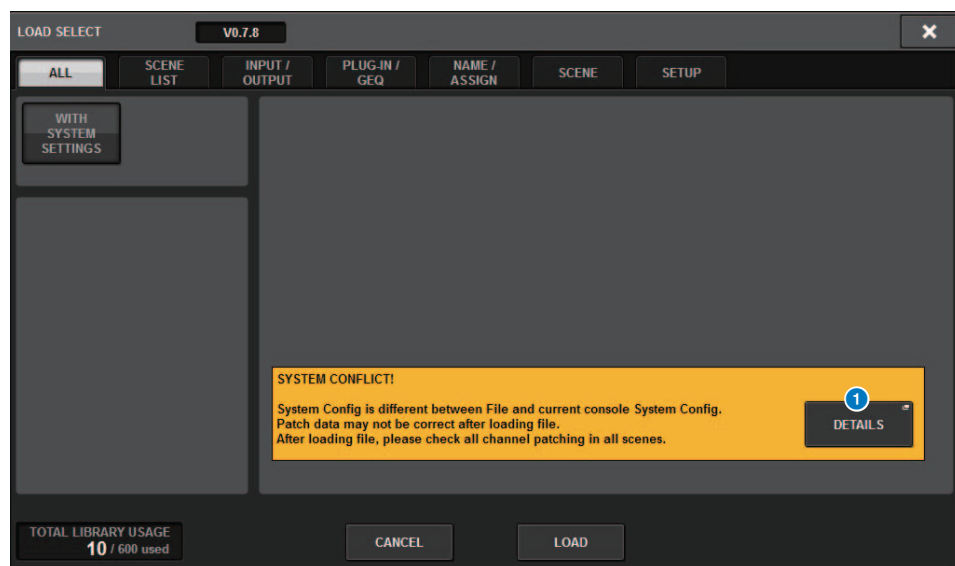 LOAD SELECT
V0.7.8
ALL
SCENE
LIST
INPUT /
OUTPUT
PLUG-IN /
GEQ
NAME /
ASSIGN
SCENE
SETUP
WITH
SYSTEM
SETTINGS
SYSTEM CONFLICT!
System Config is different between File and current console System Config.
Patch data may not be correct after loading file.
After loading file, please check all channel patching in all scenes.
1
DETAILS
TOTAL LIBRARY USAGE
10 / 600 used
CANCEL
LOAD